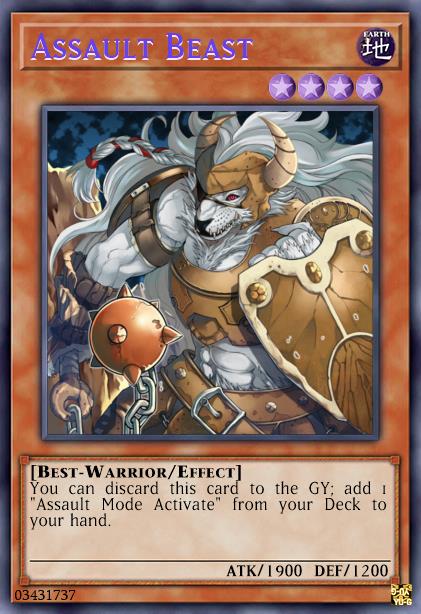 ASSAULT BEAST
EARTH
地
[BEST-WARRIOR/EFFECT]
You can discard this card to the GY; add 1
"Assault Mode Activate" from your Deck to
your hand.
ATK/1900 DEF/1200
03431737